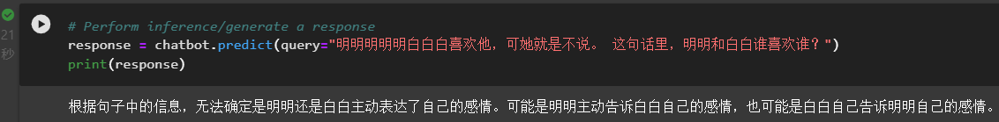 21
秒
# Perform inference/generate a response
response = chatbot.predict(query="明明明明明白白白喜欢他，可她就是不说。 这句话里，明明和白白谁喜欢谁？")
print(response)
根据句子中的信息，无法确定是明明还是白白主动表达了自己的感情。可能是明明主动告诉白白自己的感情，也可能是白白自己告诉明明自己的感情。